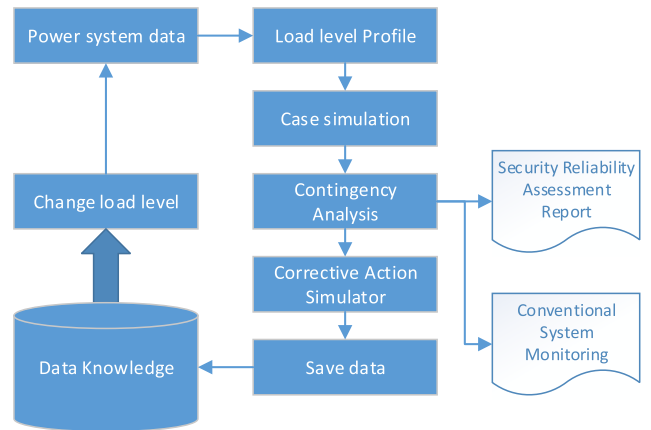 Power system data
Load level Profile
Case simulation
Change load level
Contingency
Analysis
Security Reliability
Assessment
Report
Corrective Action
Simulator
Conventional
System
Monitoring
Data Knowledge
Save data